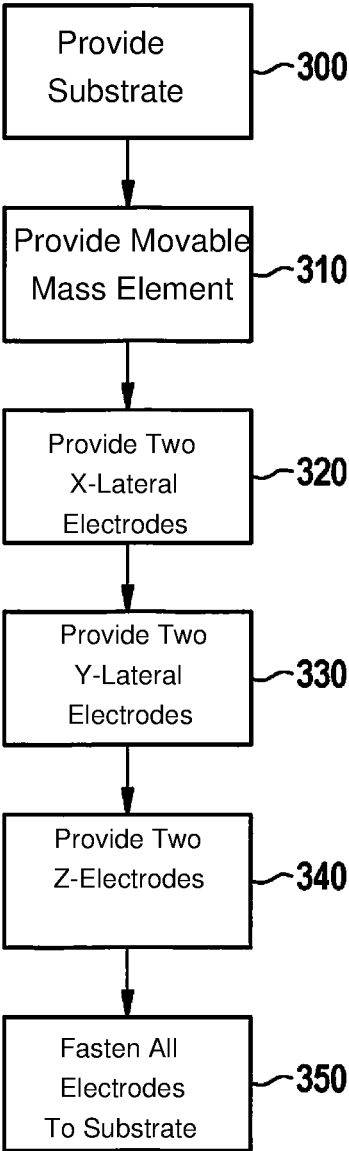 Provide
Substrate
300
Provide Movable
Mass Element
310
Provide Two
X-Lateral
Electrodes
320
Provide Two
Y-Lateral
Electrodes
330
Provide Two
Z-Electrodes
340
Fasten All
Electrodes
To Substrate
350